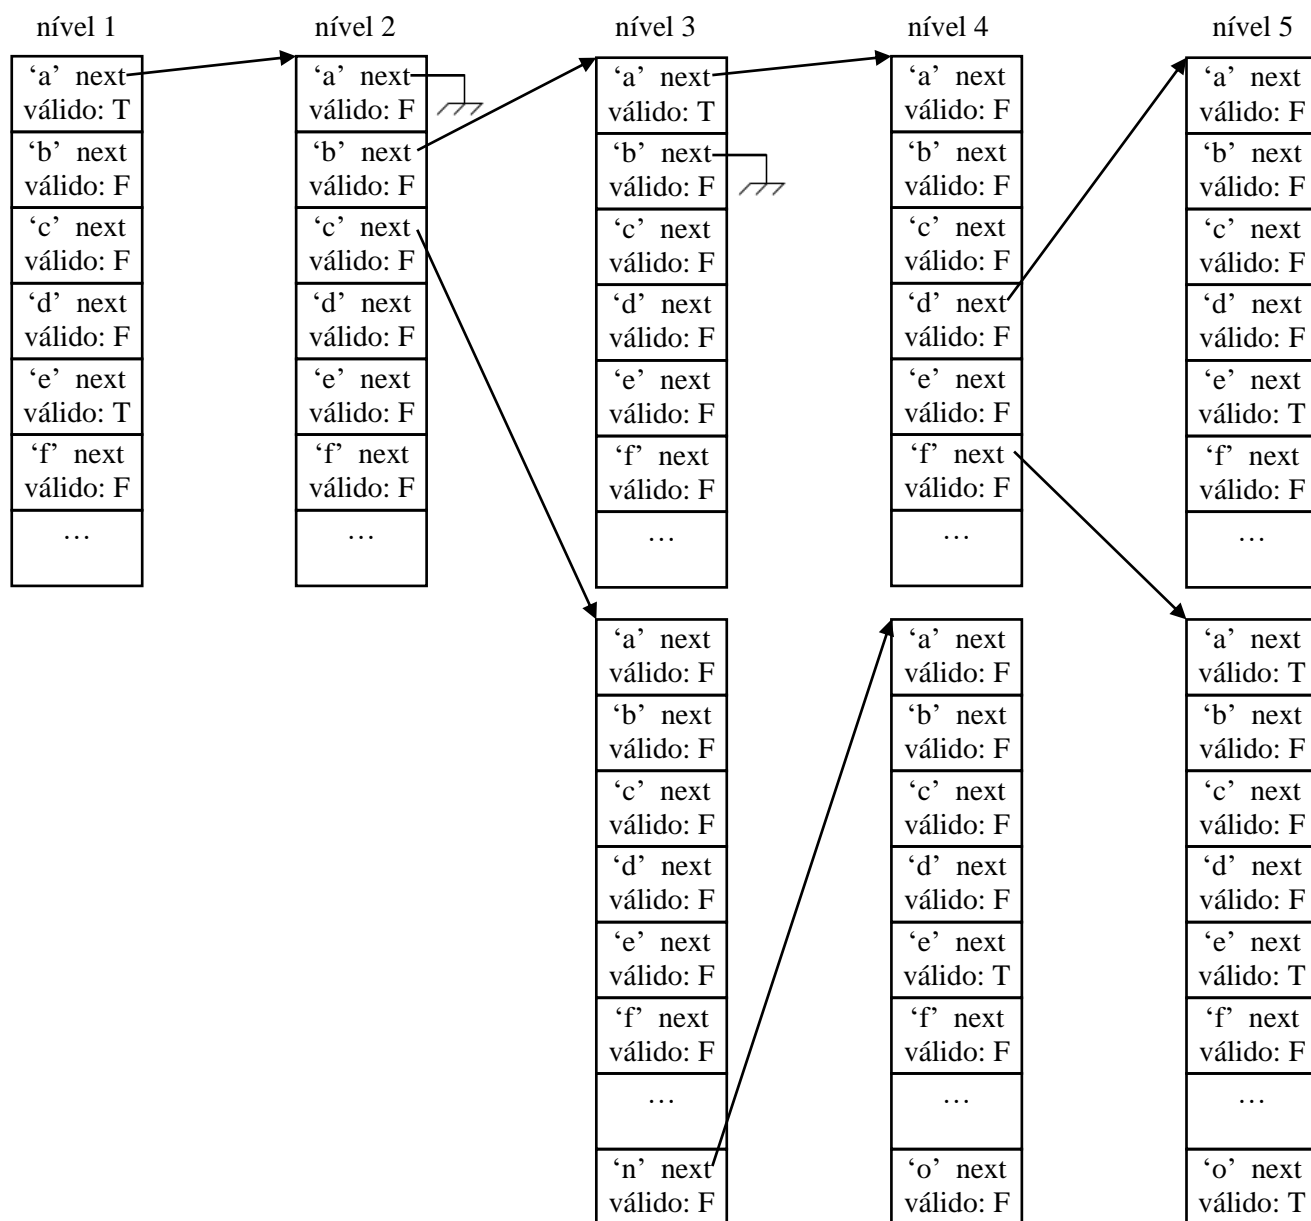 nível 1
‘a’ next
válido: T
‘b’ next
válido: F
‘c’ next
válido: F
‘d’ next
válido: F
‘e’ next
válido: T
‘f’ next
válido: F
…
nível 2
‘a’ next
válido: F
‘b’ next
válido: F
‘c’ next
válido: F
‘d’ next
válido: F
‘e’ next
válido: F
‘f’ next
válido: F
…
nível 3
‘a’ next
válido: T
‘b’ next
válido: F
‘c’ next
válido: F
‘d’ next
válido: F
‘e’ next
válido: F
‘f’ next
válido: F
…
‘a’ next
válido: F
‘b’ next
válido: F
‘c’ next
válido: F
‘d’ next
válido: F
‘e’ next
válido: F
‘f’ next
válido: F
…
‘n’ next
válido: F
nível 4
‘a’ next
válido: F
‘b’ next
válido: F
‘c’ next
válido: F
‘d’ next
válido: F
‘e’ next
válido: F
‘f’ next
válido: F
…
‘a’ next
válido: F
‘b’ next
válido: F
‘c’ next
válido: F
‘d’ next
válido: F
‘e’ next
válido: T
‘f’ next
válido: F
…
‘o’ next
válido: F
nível 5
‘a’ next
válido: F
‘b’ next
válido: F
‘c’ next
válido: F
‘d’ next
válido: F
‘e’ next
válido: T
‘f’ next
válido: F
…
‘a’ next
válido: T
‘b’ next
válido: F
‘c’ next
válido: F
‘d’ next
válido: F
‘e’ next
válido: T
‘f’ next
válido: F
…
‘o’ next
válido: T